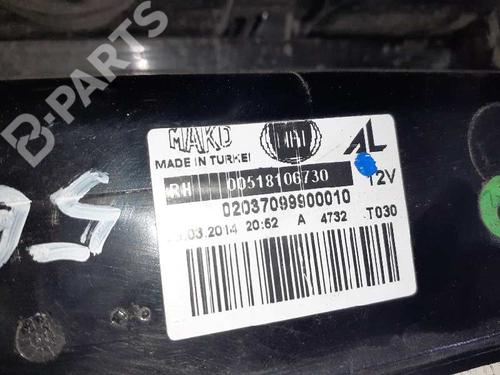 B-PARTS
MAKO FIAT AL
MADE IN TURKEI
RH 00518106730 12V
02037099900010
.03.2014 20:52 A 4732 T030